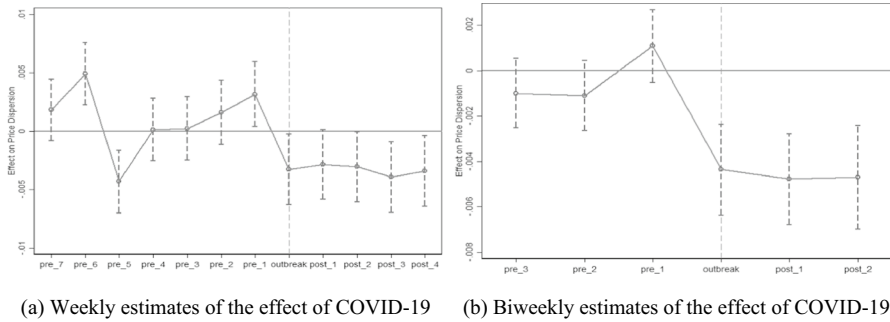 .01
.005
0
-.005
-.01
Effect on Price Dispersion
pre_7 pre_6 pre_5 pre_4 pre_3 pre_2 pre_1 outbreak post_1 post_2 post_3 post_4
(a) Weekly estimates of the effect of COVID-19
.002
0
-.002
-.004
-.006
-.008
Effect on Price Dispersion
pre_3 pre_2 pre_1 outbreak post_1 post_2
(b) Biweekly estimates of the effect of COVID-19